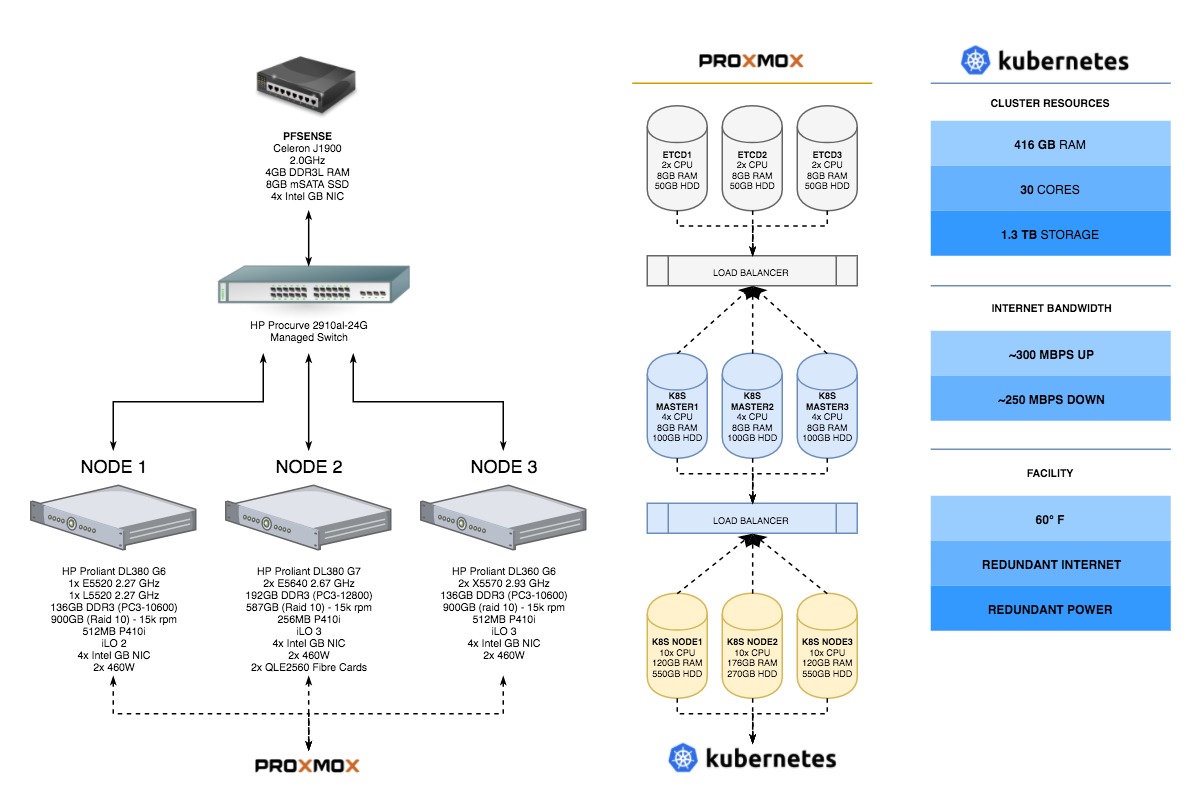 PFSENSE
Celeron J1900
2.0GHz
4GB DDR3L RAM
8GB mSATA SSD
4x Intel GB NIC
HP Procurve 2910al-24G
Managed Switch
NODE 1
HP Proliant DL380 G6
1x E5520 2.27 GHz
1x L5520 2.27 GHz
136GB DDR3 (PC3-10600)
900GB (Raid 10) - 15k rpm
512MB P410i
iLO 2
4x Intel GB NIC
2x 460W
NODE 2
HP Proliant DL380 G7
2x E5640 2.67 GHz
192GB DDR3 (PC3-12800)
587GB (Raid 10) - 15k rpm
256MB P410i
iLO 3
4x Intel GB NIC
2x 460W
2x QLE2560 Fibre Cards
NODE 3
HP Proliant DL360 G6
2x X5570 2.93 GHz
136GB DDR3 (PC3-10600)
900GB (raid 10) - 15k rpm
512MB P410i
iLO 3
4x Intel GB NIC
2x 460W
PROXMOX
PROXMOX
ETCD1
2x CPU
8GB RAM
50GB HDD
ETCD2
2x CPU
8GB RAM
50GB HDD
ETCD3
2x CPU
8GB RAM
50GB HDD
LOAD BALANCER
K8S
MASTER1
4x CPU
8GB RAM
100GB HDD
K8S
MASTER2
4x CPU
8GB RAM
100GB HDD
K8S
MASTER3
4x CPU
8GB RAM
100GB HDD
LOAD BALANCER
K8S NODE1
10x CPU
120GB RAM
550GB HDD
K8S NODE2
10x CPU
176GB RAM
270GB HDD
K8S NODE3
10x CPU
120GB RAM
550GB HDD
kubernetes
kubernetes
CLUSTER RESOURCES
416 GB RAM
30 CORES
1.3 TB STORAGE
INTERNET BANDWIDTH
~300 MBPS UP
~250 MBPS DOWN
FACILITY
60° F
REDUNDANT INTERNET
REDUNDANT POWER